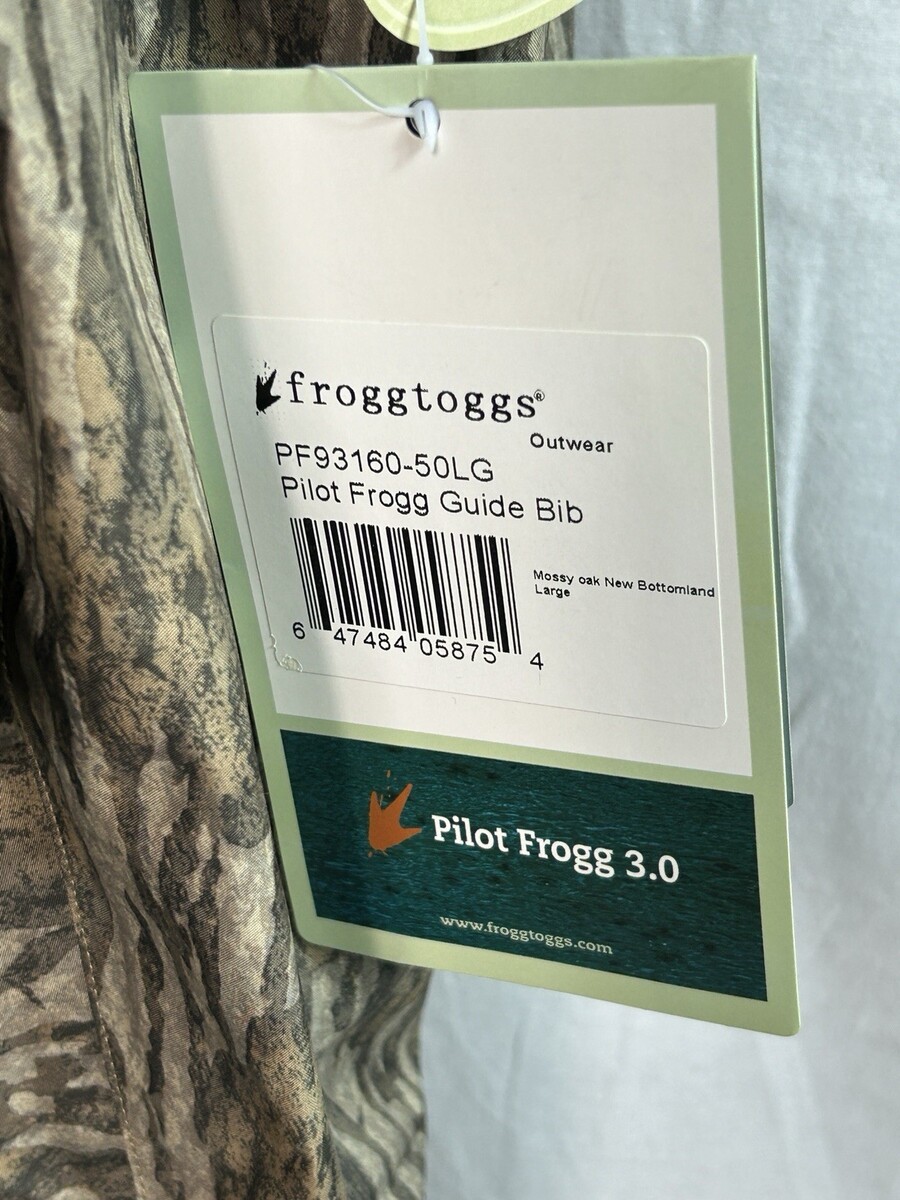 froggtoggs®
Outwear
PF93160-50LG
Pilot Frogg Guide Bib
Mossy oak New Bottomland
Large
6 47484 05875 4
Pilot Frogg 3.0
www.froggtoggs.com